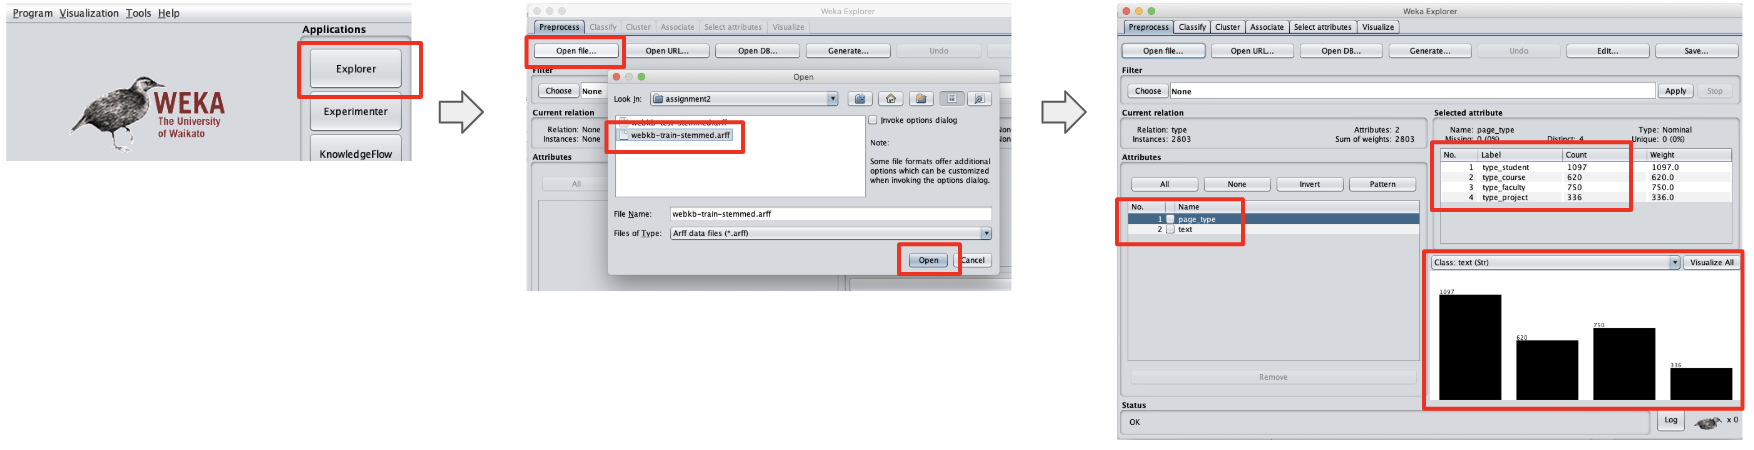 Program Visualization Tools Help
Applications
Explorer
Experimenter
KnowledgeFlow
WEKA
The University
of Waikato
Weka Explorer
Preprocess Classify Cluster Associate Select attributes Visualize
Open file... Open URL... Open DB... Generate... Undo
Filter
Choose None
Current relation
Relation: None
Instances: None
Attributes
All
Open
Look In: assignment2
webkb-test-stemmed.arff
webkb-train-stemmed.arff
Invoke options dialog
Note:
Some file formats offer additional
options which can be customized
when invoking the options dialog.
File Name: webkb-train-stemmed.arff
Files of Type: Arff data files (*.arff)
Open Cancel
Weka Explorer
Preprocess Classify Cluster Associate Select attributes Visualize
Open file... Open URL... Open DB... Generate... Undo Edit... Save...
Filter
Choose None Apply Stop
Current relation
Relation: type Attributes: 2
Instances: 2803 Sum of weights: 2803
Attributes
All None Invert Pattern
No. Name
1 page_type
2 text
Remove
Selected attribute
Name: page_type Type: Nominal
Missing: 0 (0%) Distinct: 4 Unique: 0 (0%)
No. Label Count Weight
1 type_student 1097 1097.0
2 type_course 620 620.0
3 type_faculty 750 750.0
4 type_project 336 336.0
Class: text (Str) Visualize All
1097
620
750
336
Status
OK
Log x 0